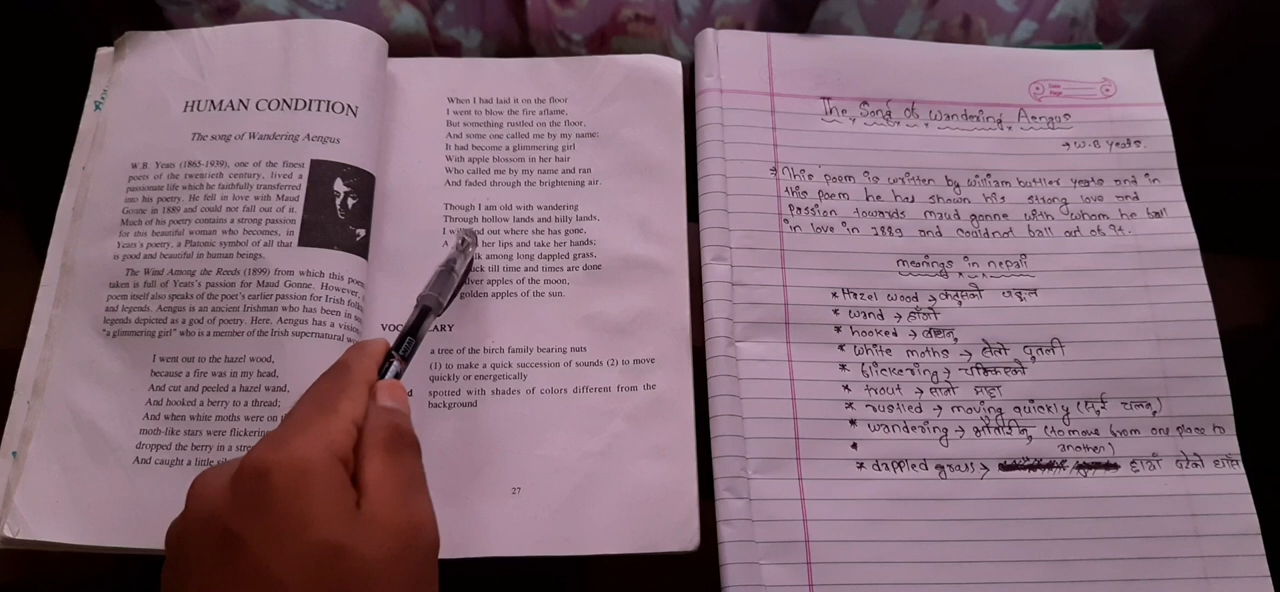 HUMAN CONDITION
The song of Wandering Aengus
W.B. Yeats (1865-1939), one of the finest
poets of the twentieth century, lived a
passionate life which he faithfully transferred
into his poetry. He fell in love with Maud
Gonne in 1889 and could not fall out of it.
Much of his poetry contains a strong passion
for this beautiful woman who becomes, in
Yeats's poetry, a Platonic symbol of all that
is good and beautiful in human beings.
The Wind Among the Reeds (1899) from which this poem
taken is full of Yeats's passion for Maud Gonne. However,
poem itself also speaks of the poet's earlier passion for Irish
and legends. Aengus is an ancient Irishman who has been in
legends depicted as a god of poetry. Here, Aengus has a vision
"a glimmering girl" who is a member of the Irish supernatural
I went out to the hazel wood,
because a fire was in my head,
And cut and peeled a hazel wand,
And hooked a berry to a thread;
And when white moths were on
moth-like stars were
dropped the berry in a
And caught a little
When I had laid it on the floor
I went to blow the fire aflame,
But something rustled on the floor,
And some one called me by my name:
It had become a glimmering girl
With apple blossom in her hair
Who called me by my name and ran
And faded through the brightening air.
Though I am old with wandering
Through hollow lands and hilly lands,
I out where she has gone,
her lips and take her hands;
among long dappled grass,
till time and times are done
apples of the moon,
golden apples of the sun.
a tree of the birch family bearing nuts
(1) to make a quick succession of sounds (2) to move
quickly or energetically
spotted with shades of colors different from the
background
27
Date
Page
The Song of Wandering Aengus
→ W.B Yeats.
→ This poem is written by william buttler yeats and in
this poem he has shown his strong love and
passion towards maud gonne with whom he ball
in love in 1889 and couldnot ball out of it.
meanings in nepali
* Hazel wood →
* wand → हाँगो
* hooked →
* white moths → सेतो पुतली
* blickering →
* trout → सानो माछा
* rustled → moving quickly (
* wandering → (to move from one place to
another)
* dappled grass →